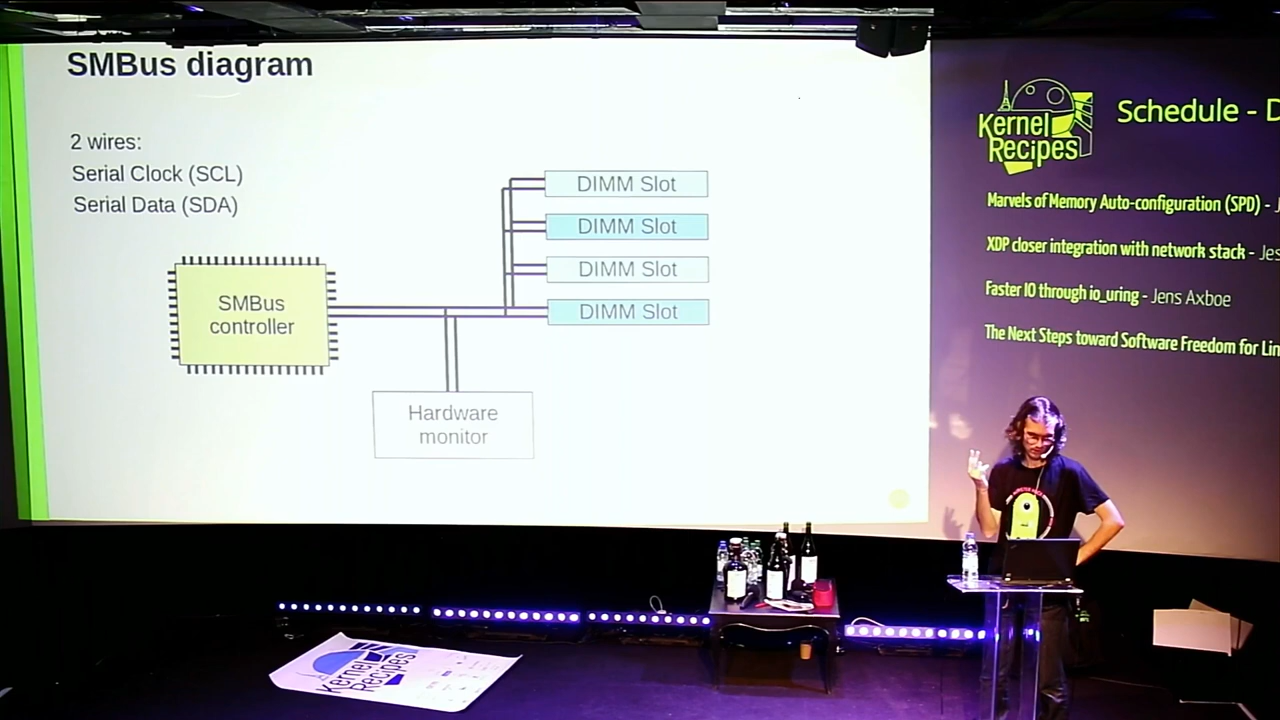 SMBus diagram
2 wires:
Serial Clock (SCL)
Serial Data (SDA)
SMBus
controller
DIMM Slot
DIMM Slot
DIMM Slot
DIMM Slot
Hardware
monitor
Kernel
Recipes
Schedule - D
Marvels of Memory Auto-configuration (SPD) - J
XDP closer integration with network stack - Jes
Faster IO through io_uring - Jens Axboe
The Next Steps toward Software Freedom for Lin
Kernel
Recipes